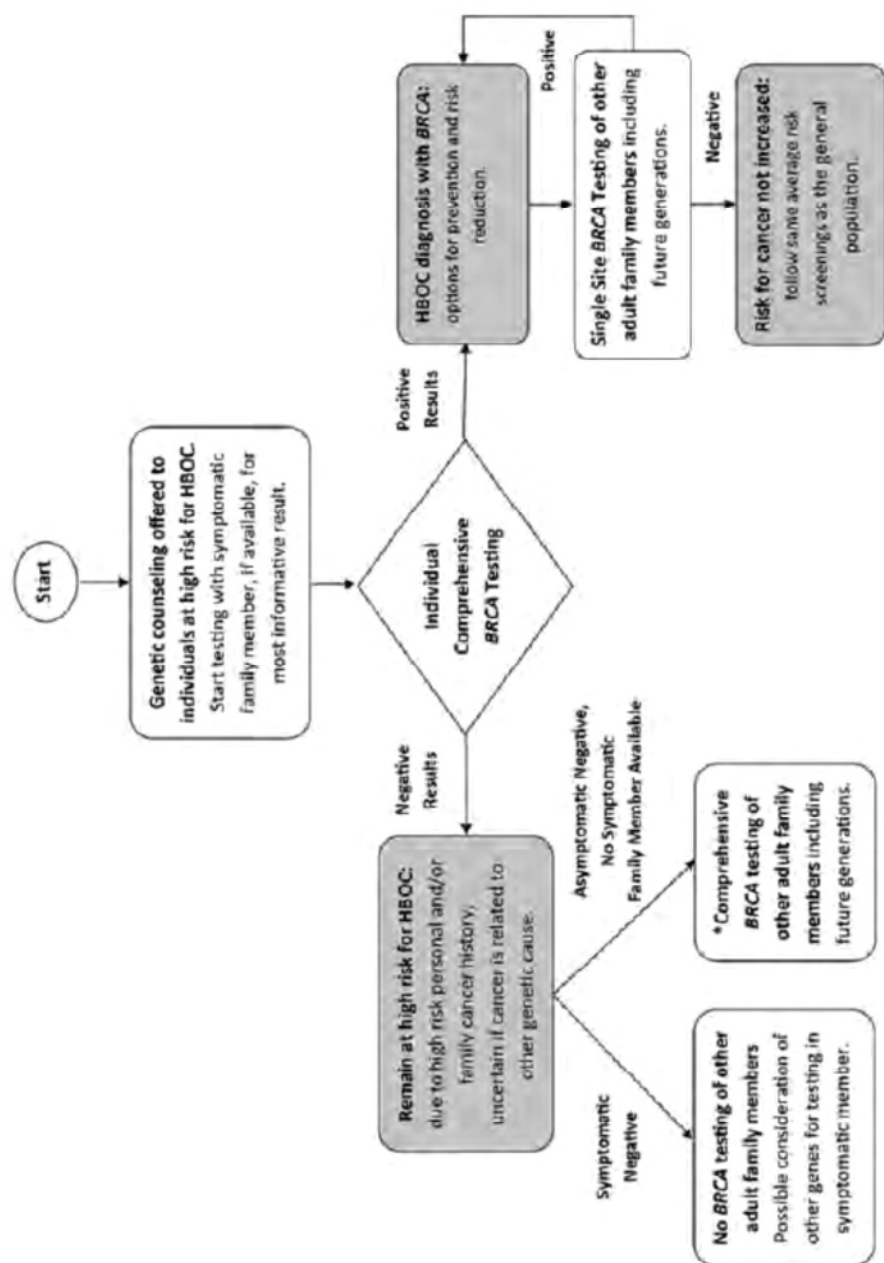 Start
Genetic counseling offered to
individuals at high risk for HBOC.
Start testing with symptomatic
family member, if available, for
most informative result.
Individual
Comprehensive
BRCA Testing
Negative
Results
Positive
Results
Remain at high risk for HBOC:
due to high risk personal and/or
family cancer history,
uncertain if cancer is related to
other genetic cause.
HBOC diagnosis with BRCA:
options for prevention and risk
reduction.
Positive
Single Site BRCA Testing of other
adult family members including
future generations.
Negative
Risk for cancer not increased:
follow same average risk
screenings as the general
population.
Symptomatic
Negative
Asymptomatic Negative,
No Symptomatic
Family Member Available
No BRCA testing of other
adult family members
Possible consideration of
other genes for testing in
symptomatic member.
*Comprehensive
BRCA testing of
other adult family
members including
future generations.